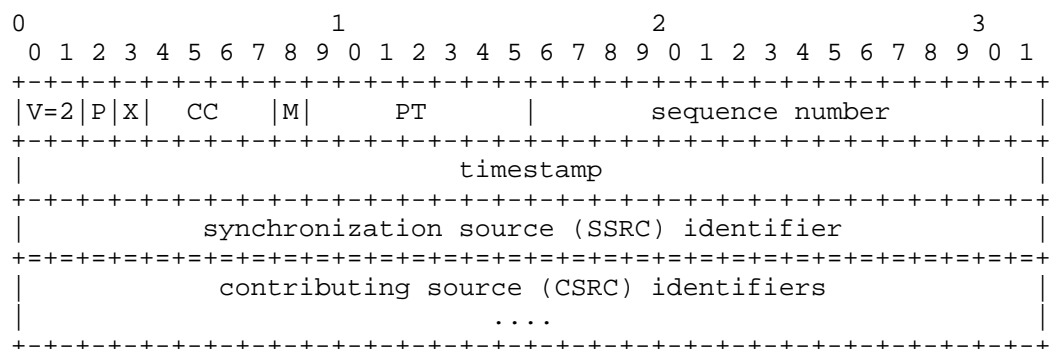 0                   1                   2                   3
 0 1 2 3 4 5 6 7 8 9 0 1 2 3 4 5 6 7 8 9 0 1 2 3 4 5 6 7 8 9 0 1
+-+-+-+-+-+-+-+-+-+-+-+-+-+-+-+-+-+-+-+-+-+-+-+-+-+-+-+-+-+-+-+-+
|V=2|P|X|  CC   |M|     PT      |       sequence number         |
+-+-+-+-+-+-+-+-+-+-+-+-+-+-+-+-+-+-+-+-+-+-+-+-+-+-+-+-+-+-+-+-+
|                           timestamp                           |
+-+-+-+-+-+-+-+-+-+-+-+-+-+-+-+-+-+-+-+-+-+-+-+-+-+-+-+-+-+-+-+-+
|           synchronization source (SSRC) identifier            |
+=+=+=+=+=+=+=+=+=+=+=+=+=+=+=+=+=+=+=+=+=+=+=+=+=+=+=+=+=+=+=+=+
|            contributing source (CSRC) identifiers             |
|                             ....                              |
+-+-+-+-+-+-+-+-+-+-+-+-+-+-+-+-+-+-+-+-+-+-+-+-+-+-+-+-+-+-+-+-+